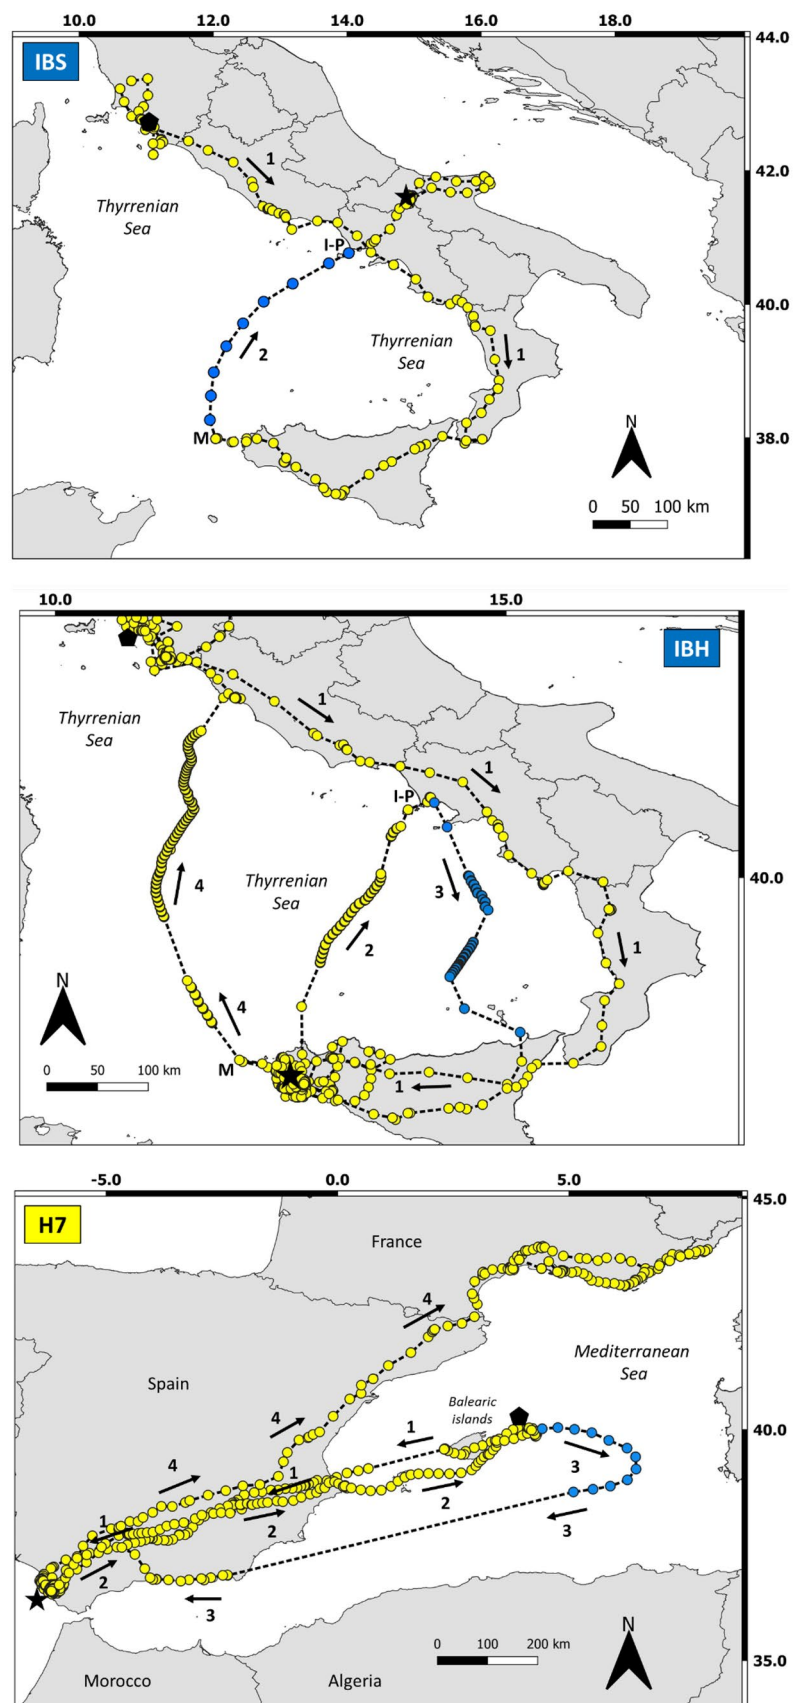 10.0 12.0 14.0 16.0 18.0
44.0
IBS
1
42.0
Thyrrenian
Sea
I-P
40.0
Thyrrenian
Sea
1
2
M
38.0
N
0 50 100 km
10.0 15.0
IBH
1
Thyrrenian
Sea
1
I-P
40.0
Thyrrenian
Sea
4
3
2
1
N
4
0 50 100 km
M
1
-5.0 0.0 5.0
45.0
H7
France
4
Mediterranean
Sea
Spain
Balearic
islands
4
1
40.0
4
3
1
2
1
2
3
2
3
N
0 100 200 km
35.0
Morocco Algeria